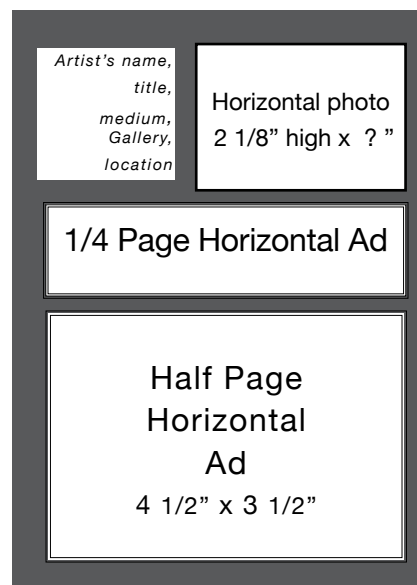 Artist’s name,
title,
medium,
Gallery,
location
Horizontal photo
2 1/8” high x ? ”
1/4 Page Horizontal Ad
Half Page
Horizontal
Ad
4 1/2” x 3 1/2”